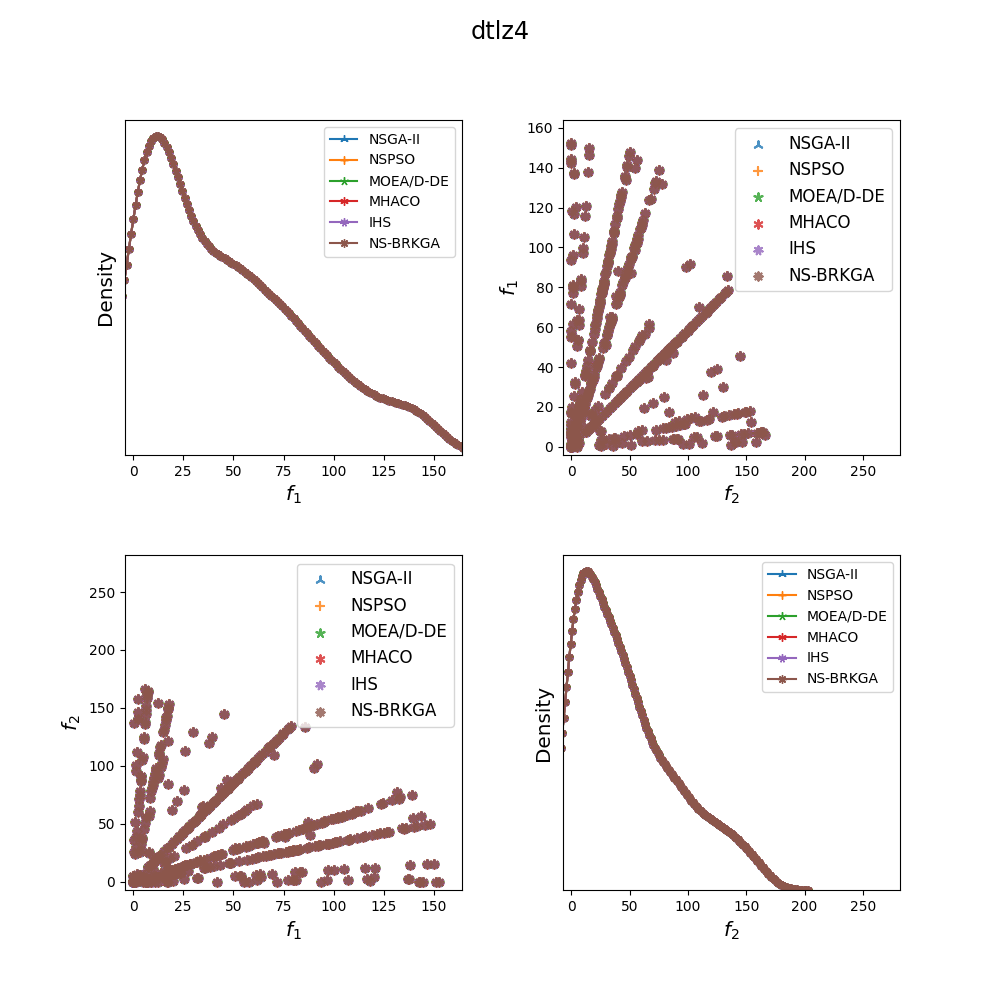 dtlz4
NSGA-II
NSPSO
MOEA/D-DE
MHACO
IHS
NS-BRKGA
Density
0 25 50 75 100 125 150
f1
NSGA-II
NSPSO
MOEA/D-DE
MHACO
IHS
NS-BRKGA
160
140
120
100
80
60
40
20
0
f1
0 50 100 150 200 250
f2
NSGA-II
NSPSO
MOEA/D-DE
MHACO
IHS
NS-BRKGA
250
200
150
100
50
0
f2
0 25 50 75 100 125 150
f1
NSGA-II
NSPSO
MOEA/D-DE
MHACO
IHS
NS-BRKGA
Density
0 50 100 150 200 250
f2